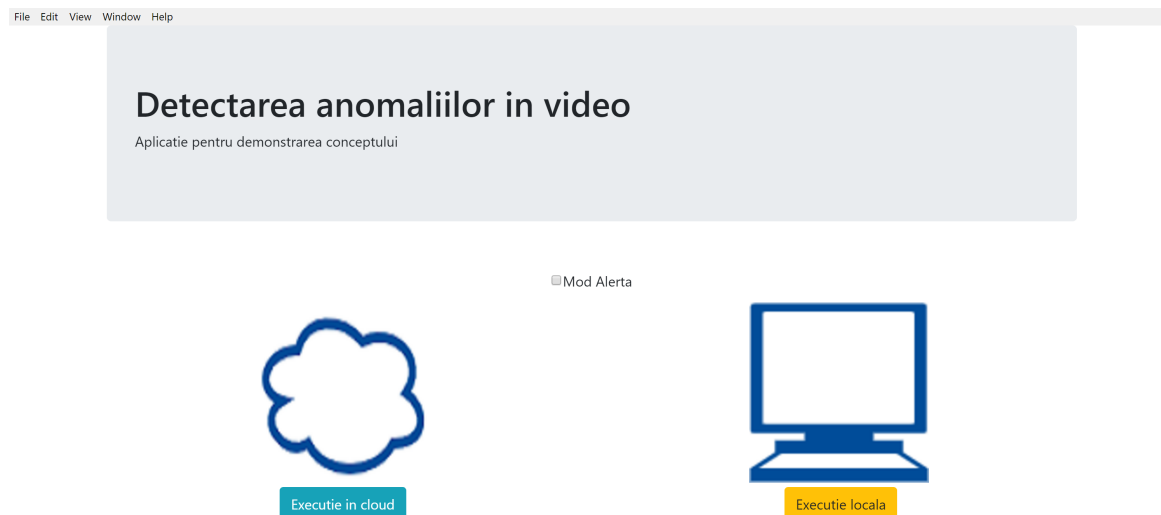 File Edit View Window Help
Detectarea anomaliilor in video
Aplicatie pentru demonstrarea conceptului
Mod Alerta
Executie in cloud
Executie locala